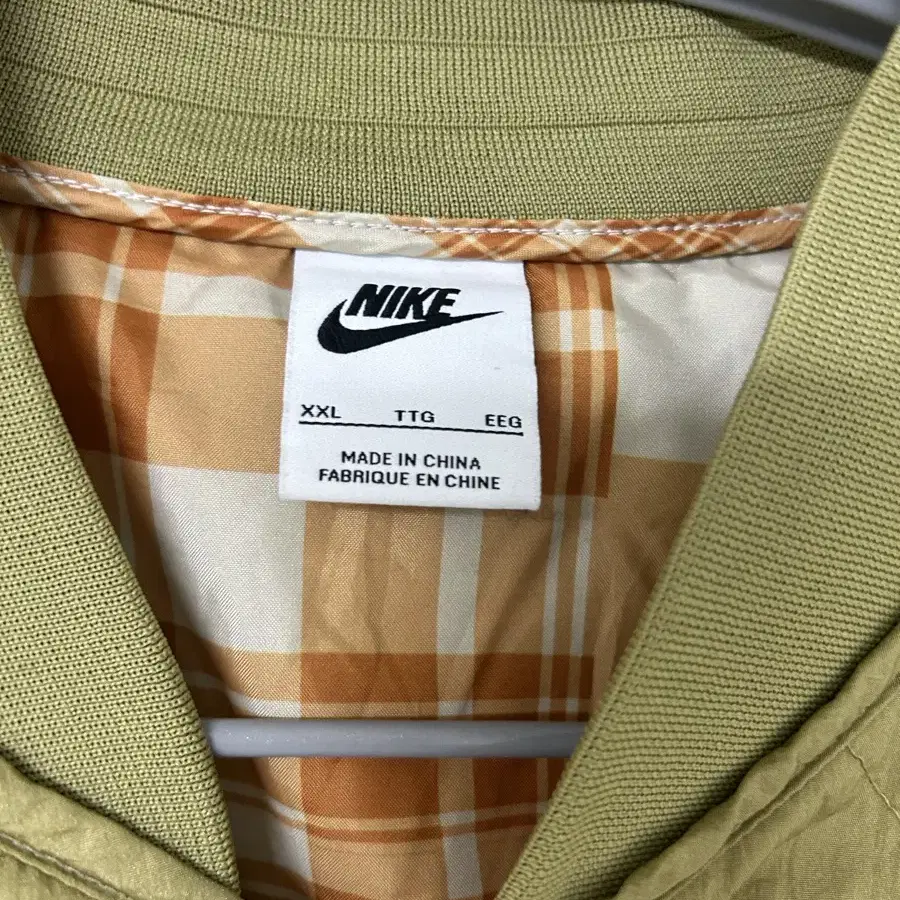 NIKE
XXL TTG EEG
MADE IN CHINA
FABRIQUE EN CHINE